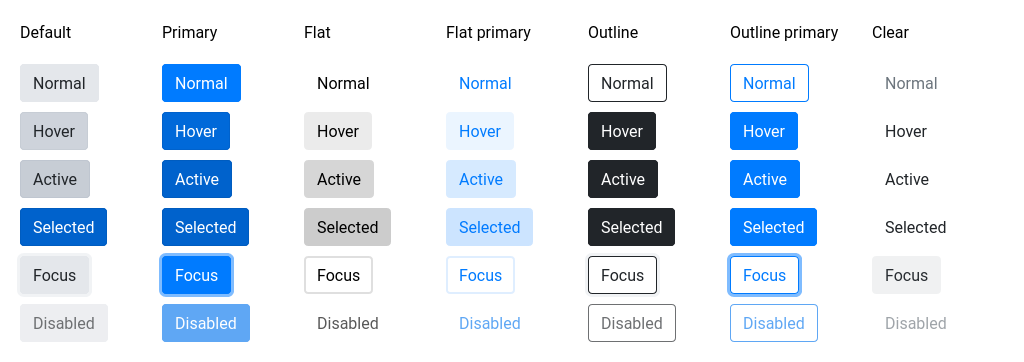 Default Primary Flat Flat primary Outline Outline primary Clear
Normal Normal Normal Normal Normal Normal Normal
Hover Hover Hover Hover Hover Hover Hover
Active Active Active Active Active Active Active
Selected Selected Selected Selected Selected Selected Selected
Focus Focus Focus Focus Focus Focus Focus
Disabled Disabled Disabled Disabled Disabled Disabled Disabled